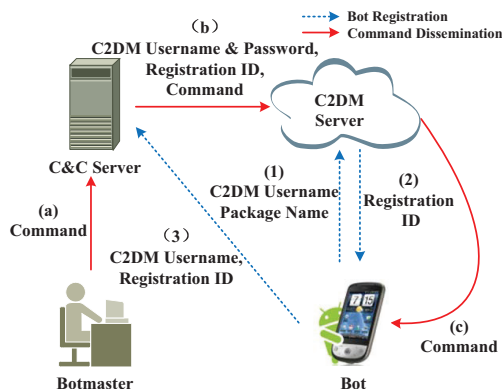 Bot Registration
Command Dissemination
(b)
C2DM Username & Password,
Registration ID,
Command
C2DM
Server
C&C Server
(1)
C2DM Username
Package Name
(2)
Registration
ID
(a)
Command
(3)
C2DM Username,
Registration ID
(c)
Command
Botmaster
Bot